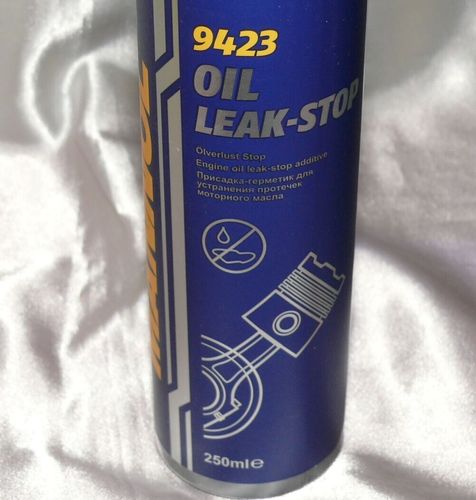 MANNOL
9423
OIL
LEAK-STOP
Ölverlust Stop
Engine oil leak-stop additive
Присадка-герметик для
устранения протечек
моторного масла
250ml℮